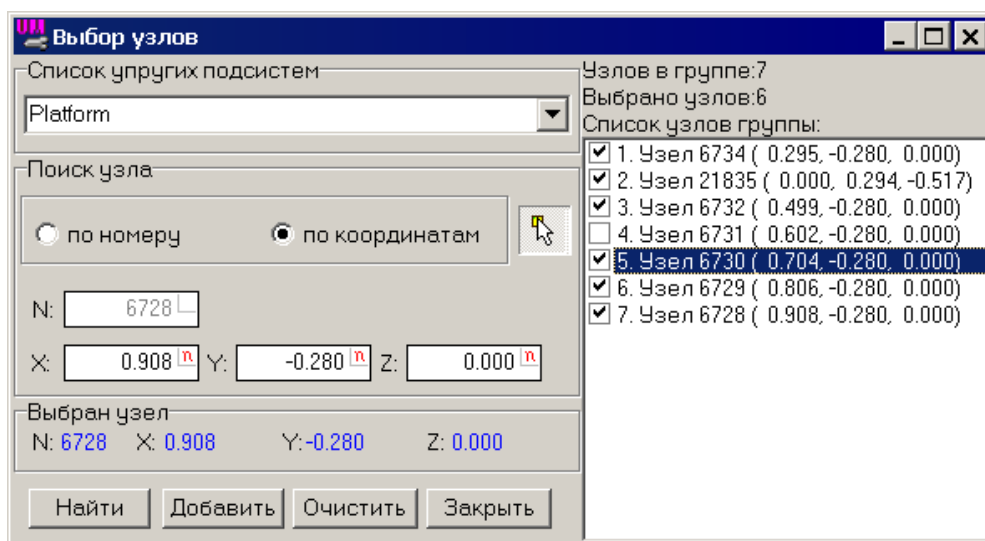 UM Выбор узлов
Список упругих подсистем
Platform
Поиск узла
по номеру по координатам
N: 6728
X: 0.908 n Y: -0.280 n Z: 0.000 n
Выбран узел
N: 6728 X: 0.908 Y:-0.280 Z: 0.000
Найти Добавить Очистить Закрыть
Узлов в группе:7
Выбрано узлов:6
Список узлов группы:
1. Узел 6734 ( 0.295, -0.280, 0.000)
2. Узел 21835 ( 0.000, 0.294, -0.517)
3. Узел 6732 ( 0.499, -0.280, 0.000)
4. Узел 6731 ( 0.602, -0.280, 0.000)
5. Узел 6730 ( 0.704, -0.280, 0.000)
6. Узел 6729 ( 0.806, -0.280, 0.000)
7. Узел 6728 ( 0.908, -0.280, 0.000)